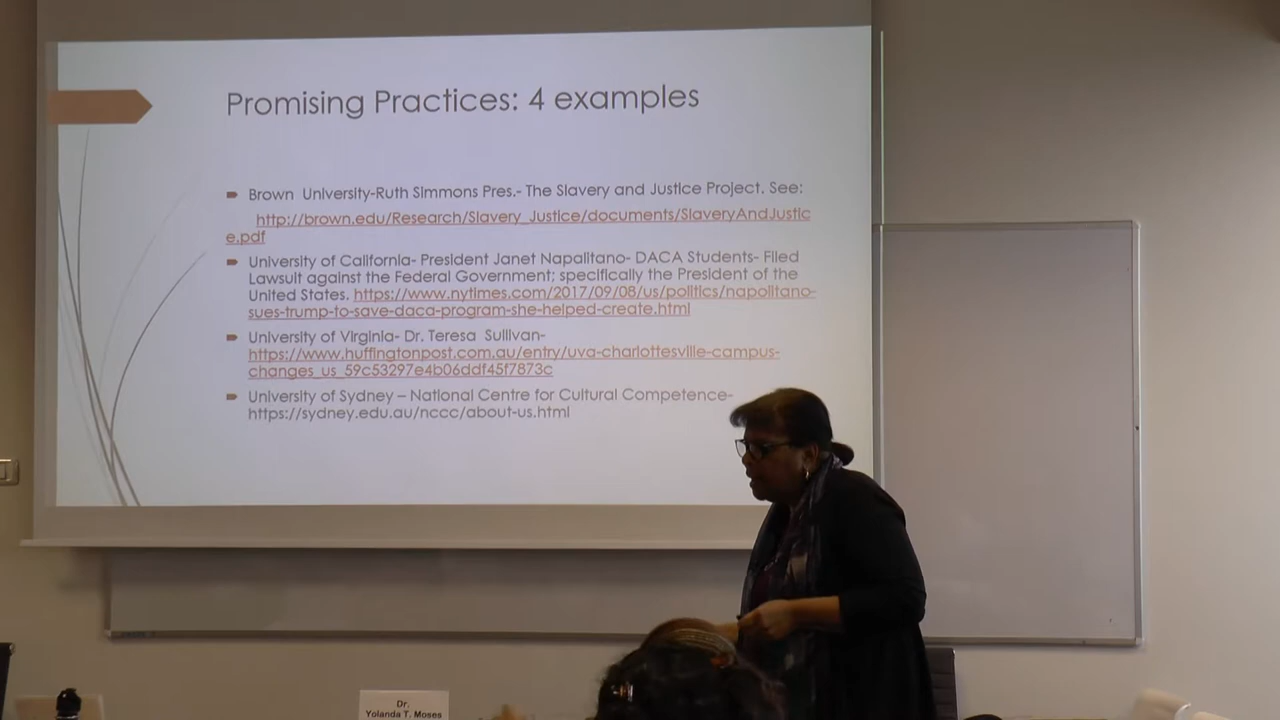 Promising Practices: 4 examples
Brown University-Ruth Simmons Pres.- The Slavery and Justice Project. See:
http://brown.edu/Research/Slavery_Justice/documents/SlaveryAndJustic
e.pdf
University of California- President Janet Napolitano- DACA Students- Filed
Lawsuit against the Federal Government; specifically the President of the
United States. https://www.nytimes.com/2017/09/08/us/politics/napolitano-
sues-trump-to-save-daca-program-she-helped-create.html
University of Virginia- Dr. Teresa Sullivan-
https://www.huffingtonpost.com.au/entry/uva-charlottesville-campus-
changes_us_59c53297e4b06ddf45f7873c
University of Sydney – National Centre for Cultural Competence-
https://sydney.edu.au/nccc/about-us.html
Dr.
Yolanda T. Moses